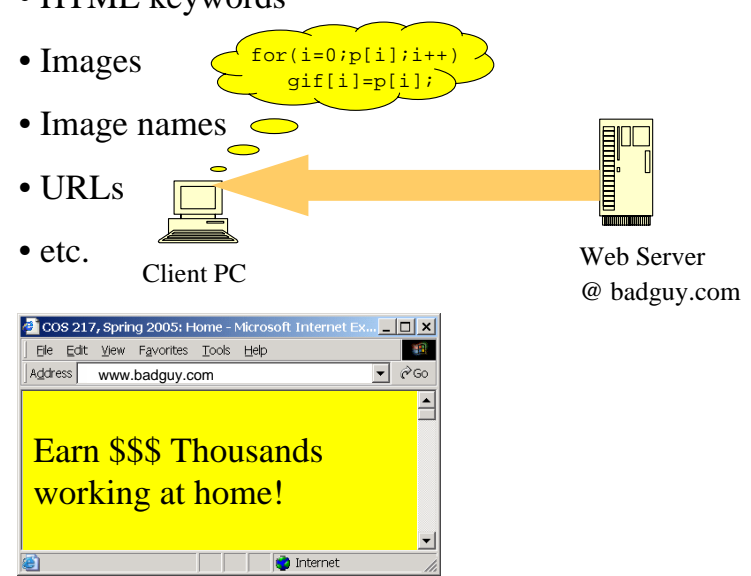 • HTML keywords
• Images
for(i=0;p[i];i++)
gif[i]=p[i];
• Image names
• URLs
• etc.
Client PC
Web Server
@ badguy.com
COS 217, Spring 2005: Home - Microsoft Internet Ex...
File Edit View Favorites Tools Help
Address www.badguy.com Go
Earn $$$ Thousands
working at home!
Internet